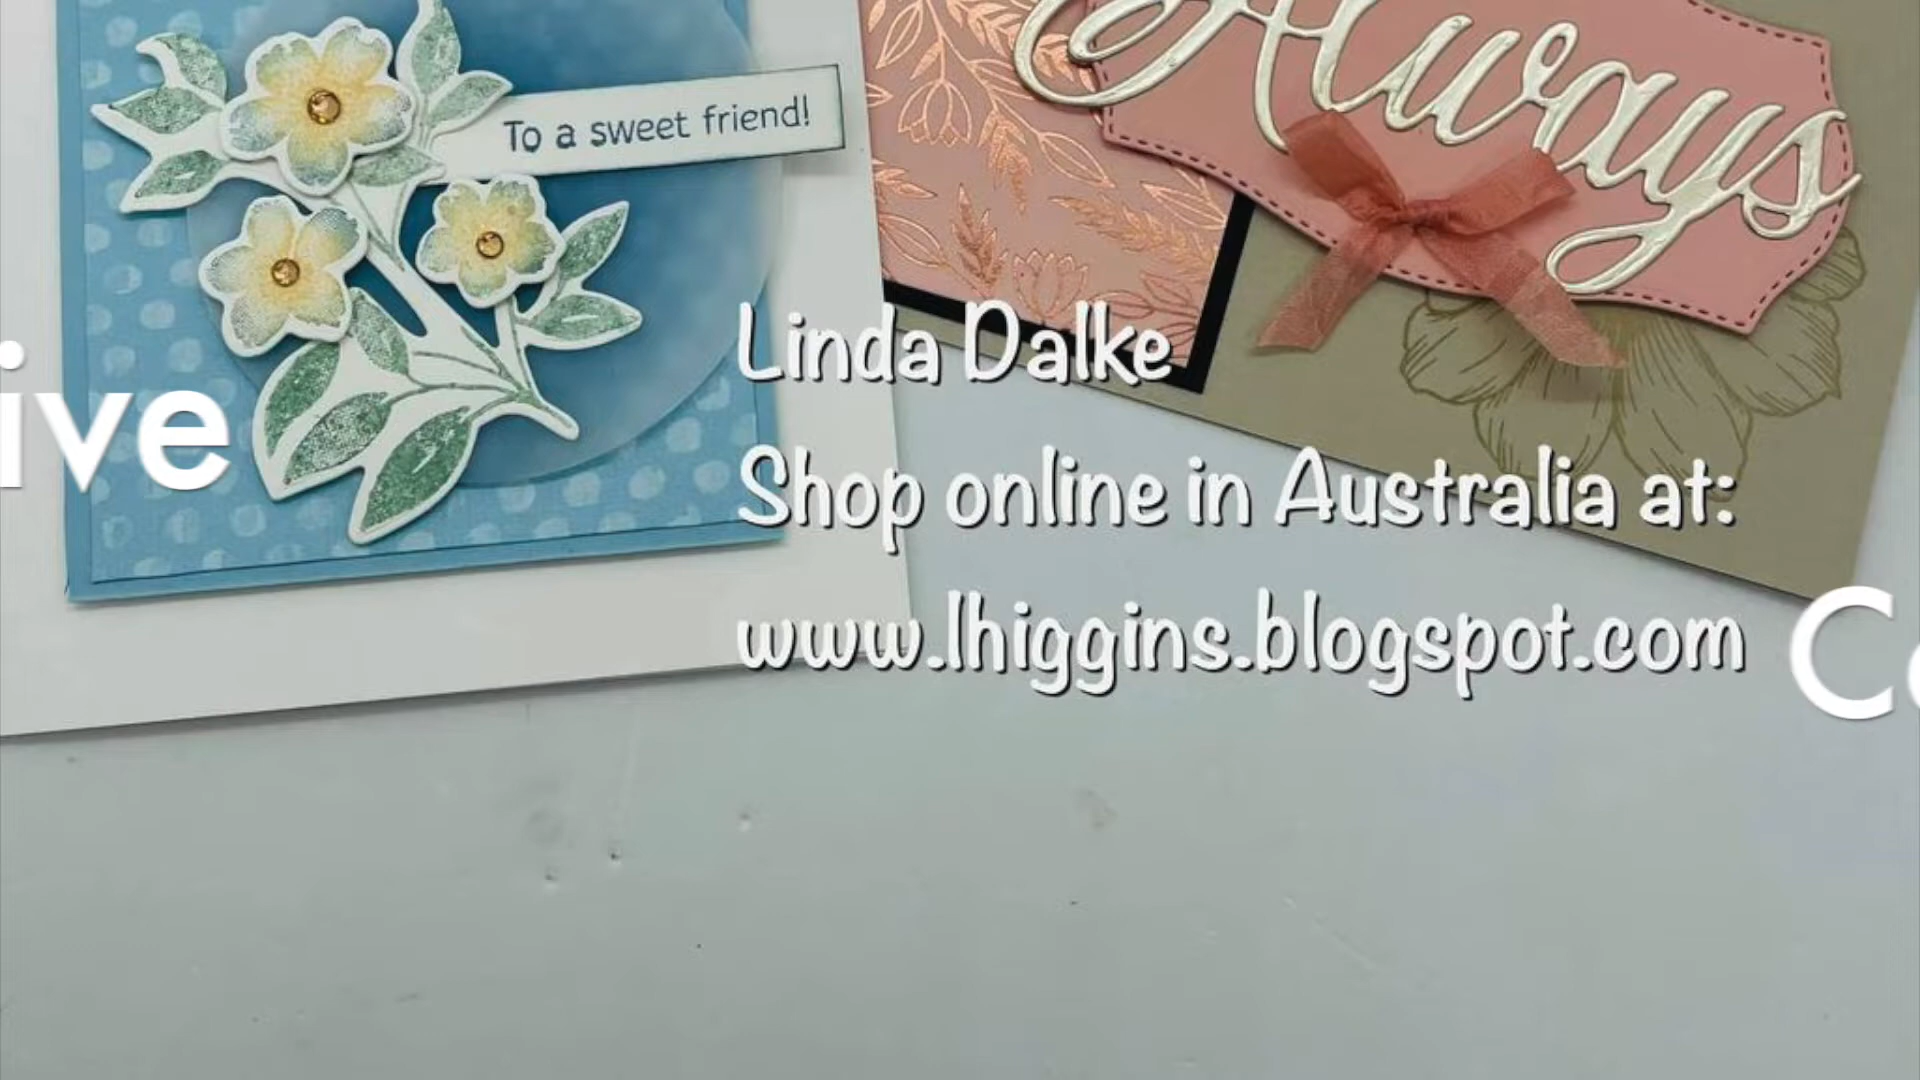 Always
To a sweet friend!
Linda Dalke
ive
Shop online in Australia at:
www.lhiggins.blogspot.com